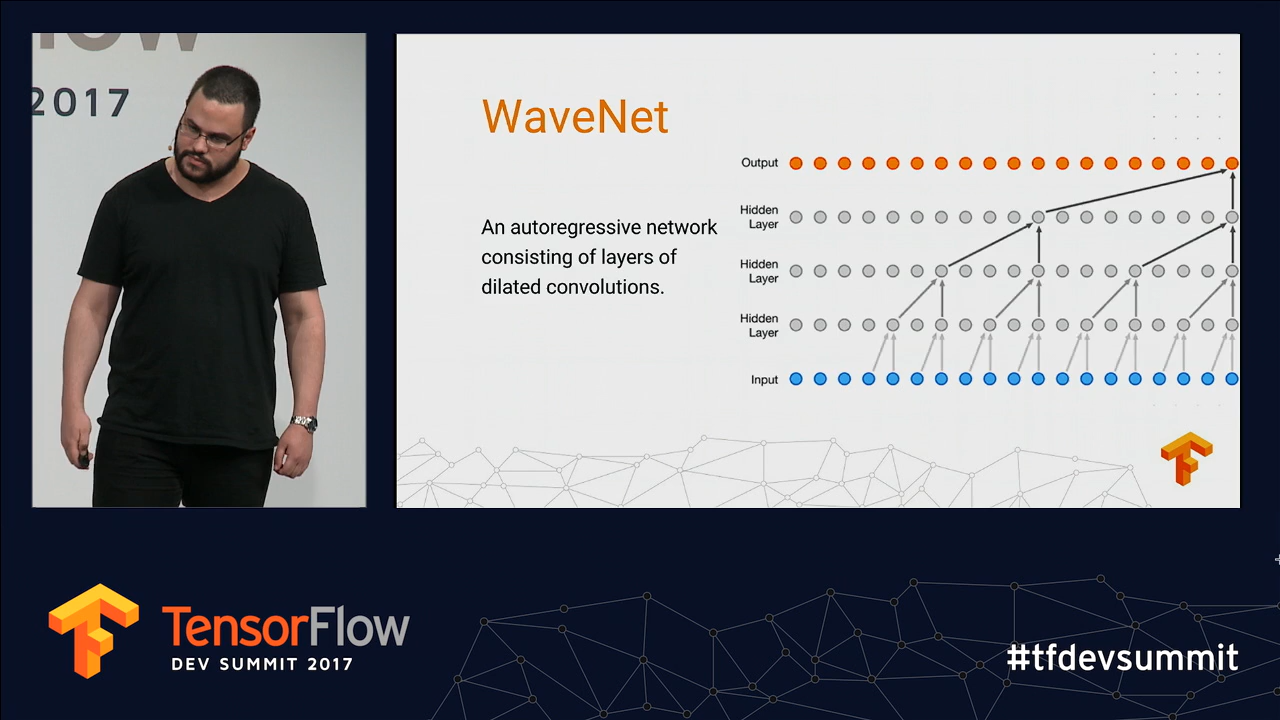 2017
WaveNet
An autoregressive network
consisting of layers of
dilated convolutions.
Output
Hidden
Layer
Hidden
Layer
Hidden
Layer
Input
TensorFlow
DEV SUMMIT 2017
#tfdevsummit